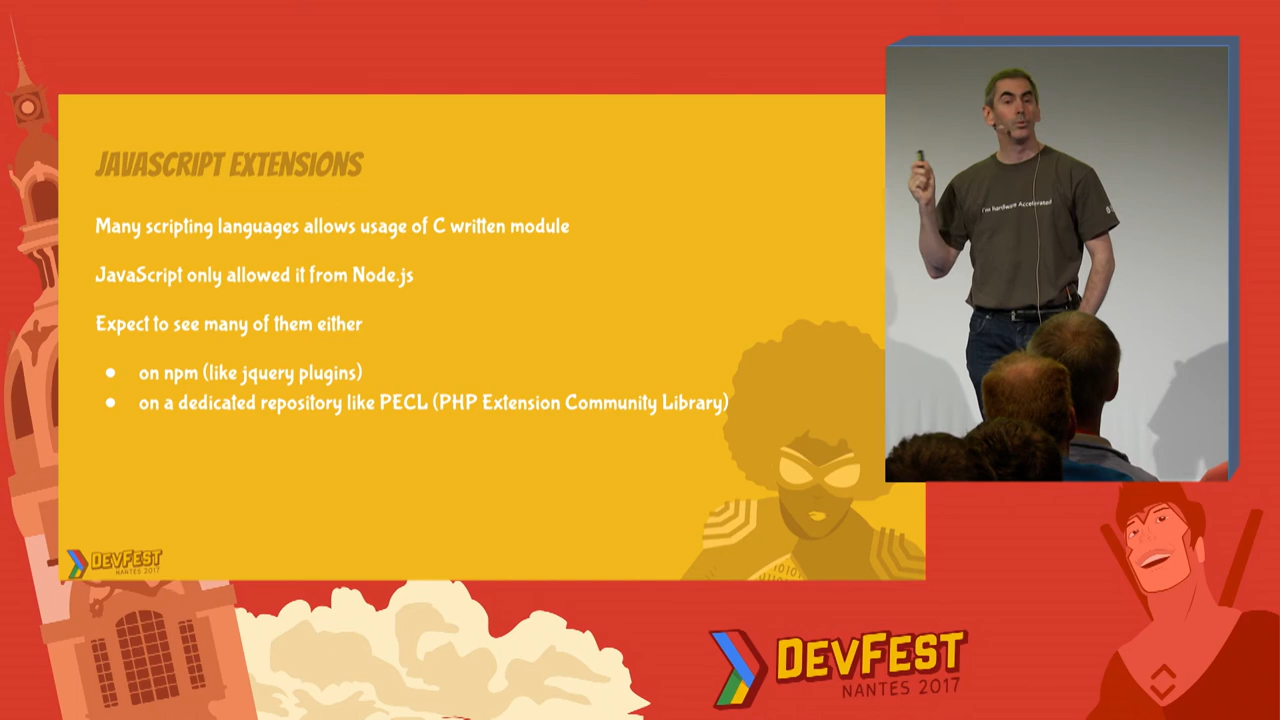 JAVASCRIPT EXTENSIONS
Many scripting languages allows usage of C written module
JavaScript only allowed it from Node.js
Expect to see many of them either
● on npm (like jquery plugins)
● on a dedicated repository like PECL (PHP Extension Community Library)
I'm hardware Accelerated
DEVFEST
NANTES 2017
DEVFEST
NANTES 2017